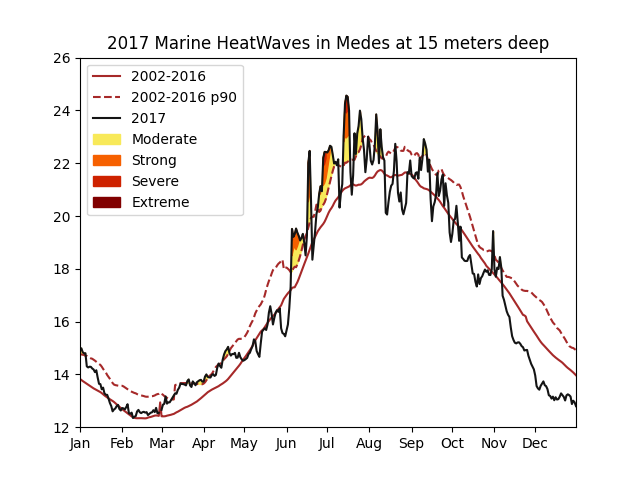 2017 Marine HeatWaves in Medes at 15 meters deep
26
24
22
20
18
16
14
12
2002-2016
2002-2016 p90
2017
Moderate
Strong
Severe
Extreme
Jan Feb Mar Apr May Jun Jul Aug Sep Oct Nov Dec